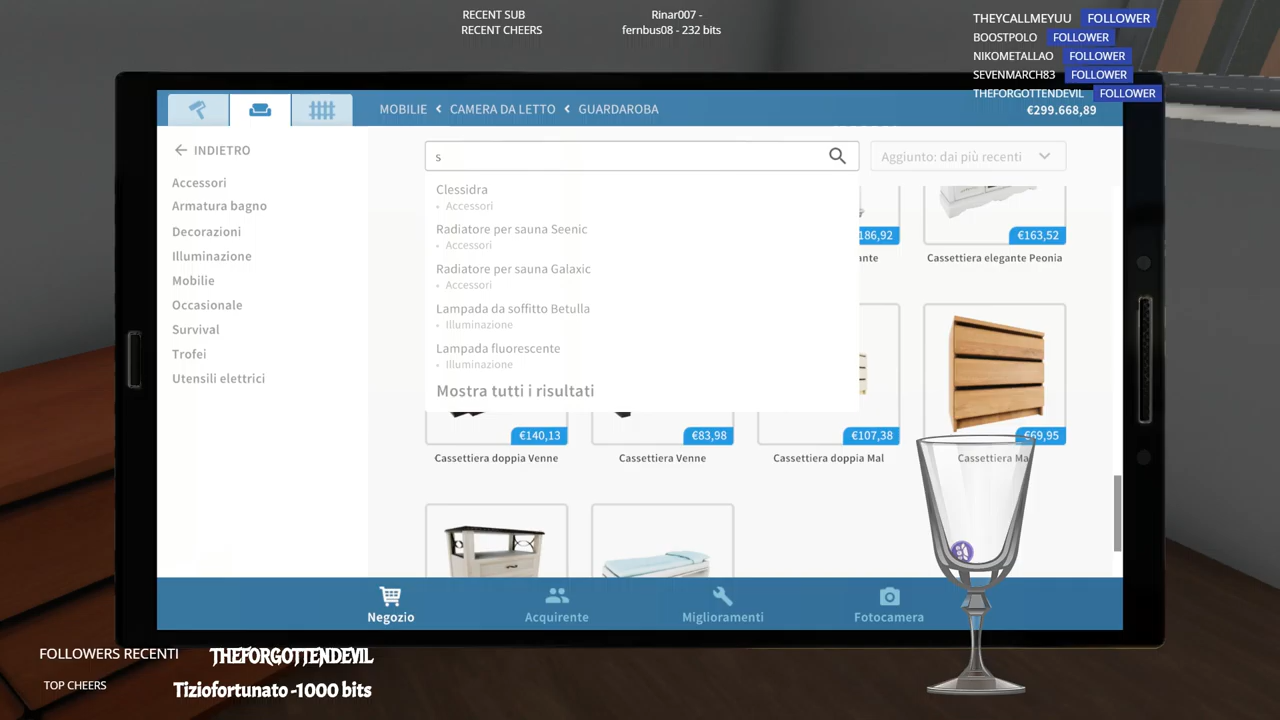 RECENT SUB
RECENT CHEERS
Rinar007 -
fernbus08 - 232 bits
THEYCALLMEYUU FOLLOWER
BOOSTPOLO FOLLOWER
NIKOMETALLAO FOLLOWER
SEVENMARCH83 FOLLOWER
THEFORGOTTENDEVIL FOLLOWER
MOBILIE < CAMERA DA LETTO < GUARDAROBA
€299.668,89
INDIETRO
Accessori
Armatura bagno
Decorazioni
Illuminazione
Mobilie
Occasionale
Survival
Trofei
Utensili elettrici
s
Aggiunto: dai più recenti
Clessidra
• Accessori
Radiatore per sauna Seenic
• Accessori
Radiatore per sauna Galaxic
• Accessori
Lampada da soffitto Betulla
• Illuminazione
Lampada fluorescente
• Illuminazione
Mostra tutti i risultati
186,92
€163,52
ante
Cassettiera elegante Peonia
€140,13
€83,98
€107,38
€69,95
Cassettiera doppia Venne
Cassettiera Venne
Cassettiera doppia Mal
Cassettiera Ma
Negozio
Acquirente
Miglioramenti
Fotocamera
FOLLOWERS RECENTI
THEFORGOTTENDEVIL
TOP CHEERS
Tiziofortunato -1000 bits